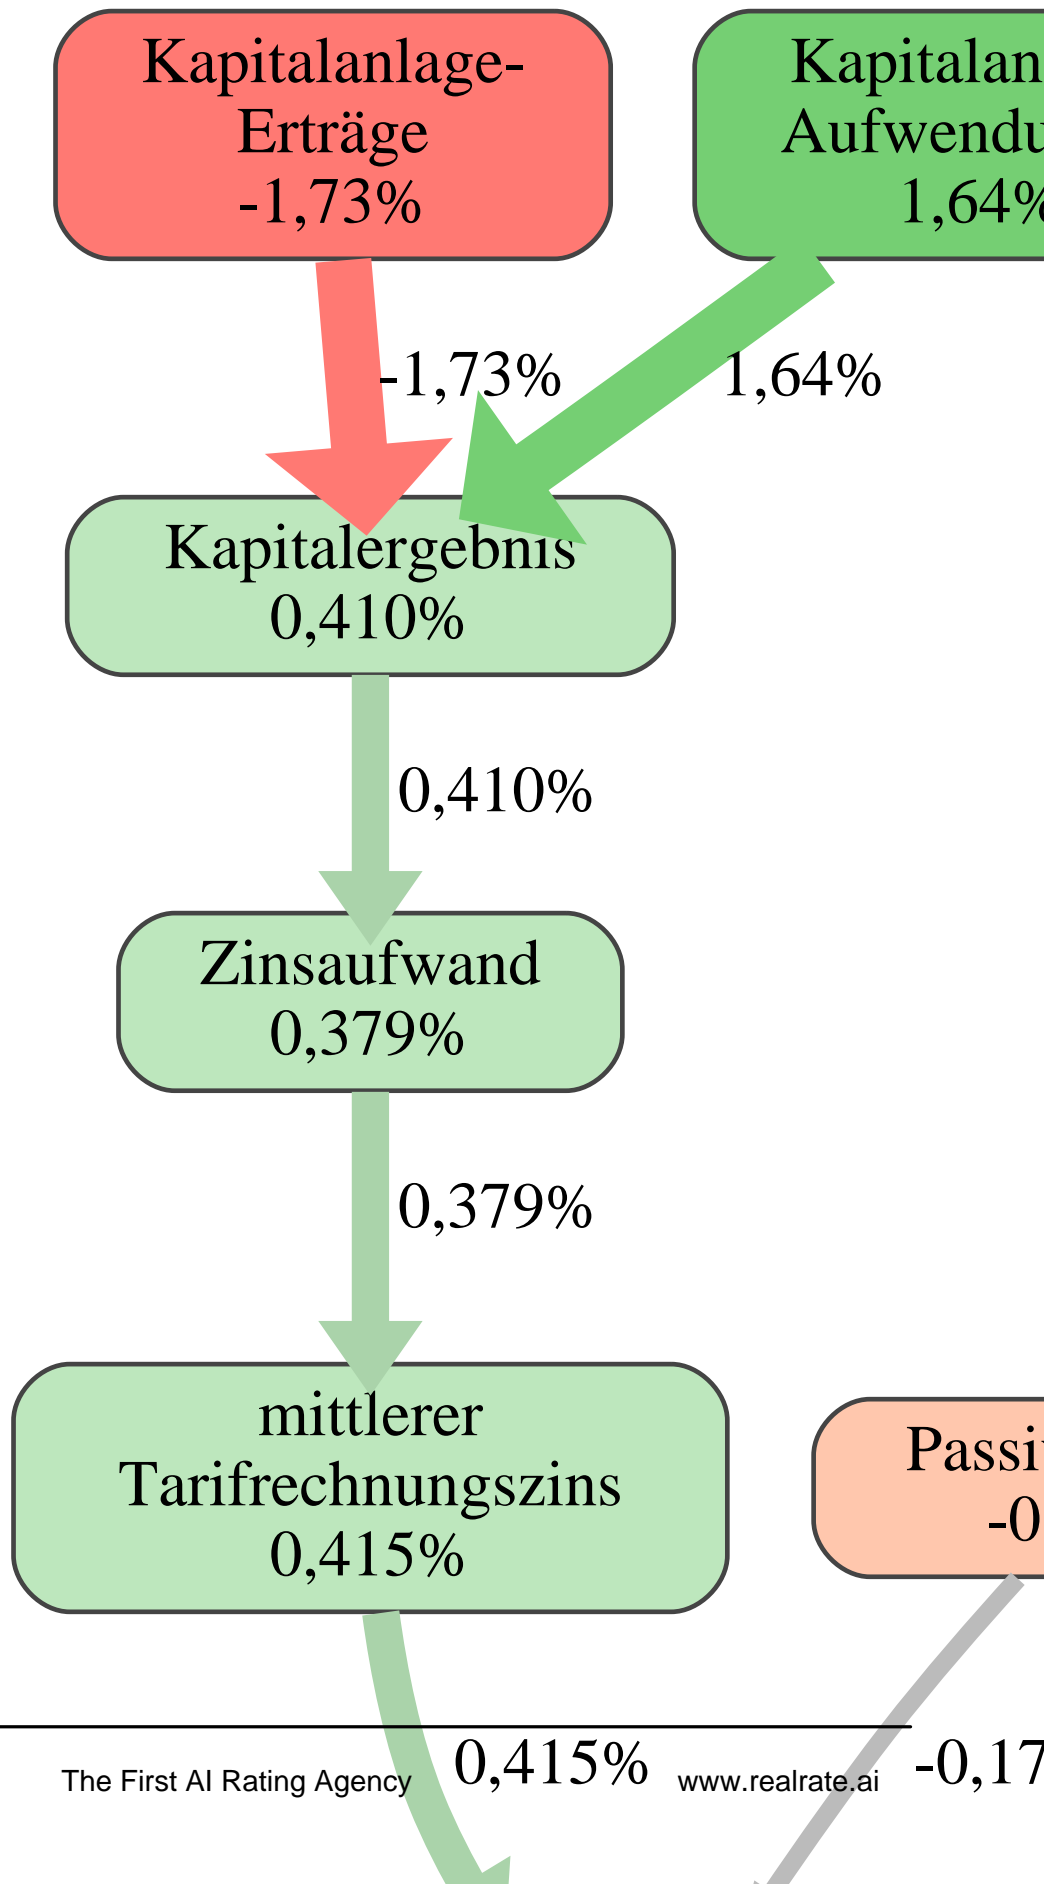 Kapitalanlage-
Erträge
-1,73%
Kapitalan
Aufwendu
1,64%
-1,73%
1,64%
Kapitalergebnis
0,410%
0,410%
Zinsaufwand
0,379%
0,379%
mittlerer
Tarifrechnungszins
0,415%
Passiv
-0
0,415%
-0,17
The First AI Rating Agency
www.realrate.ai